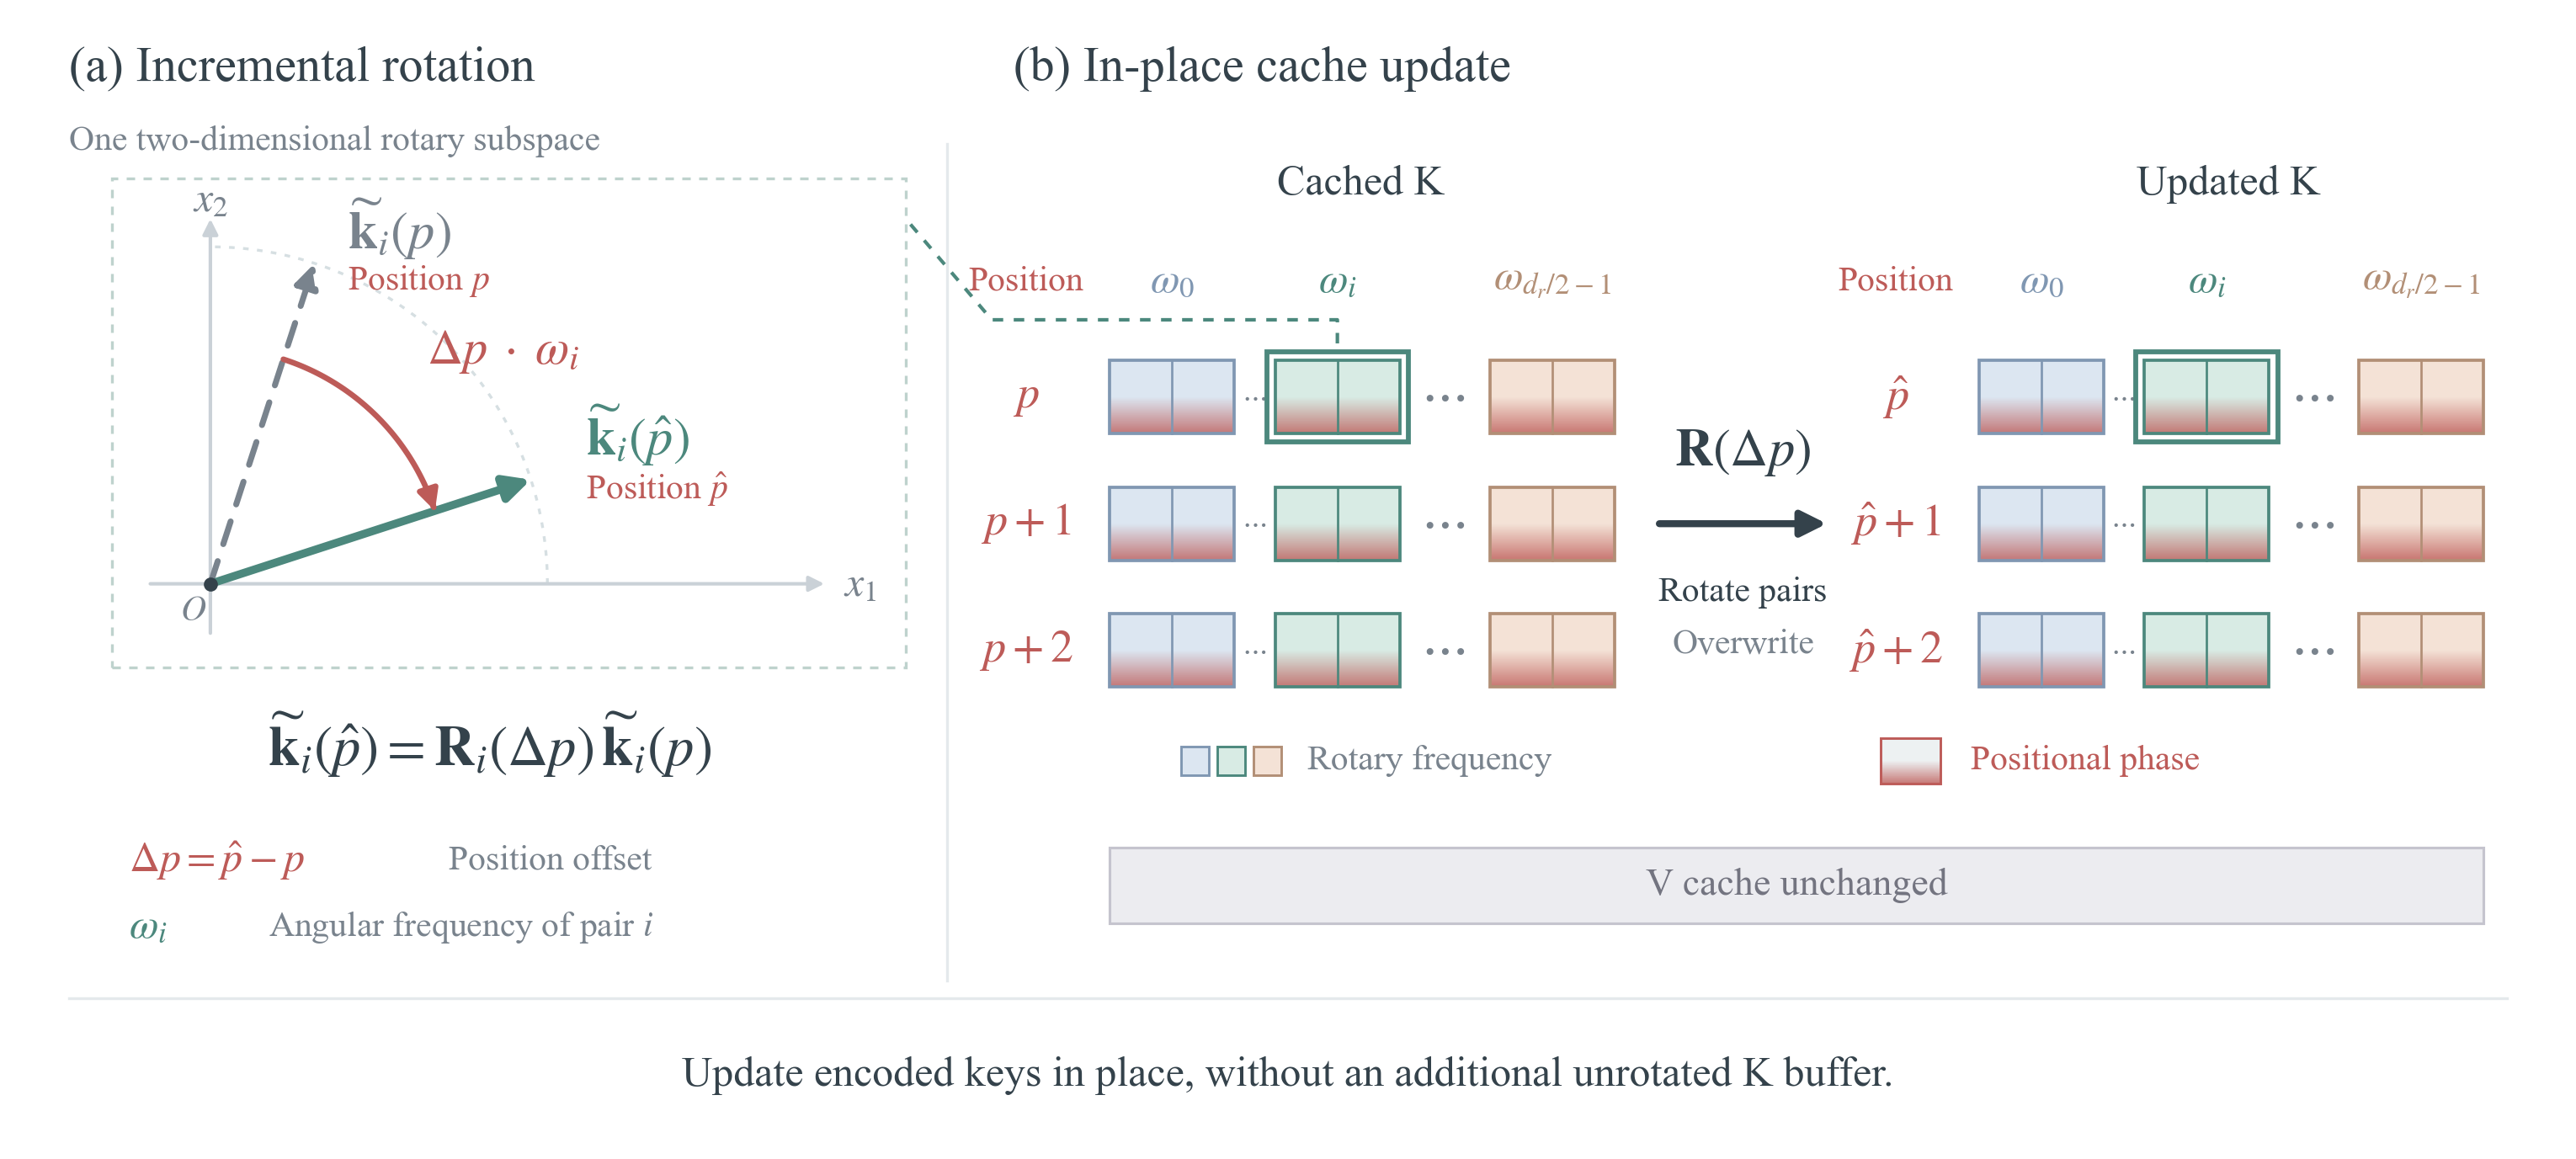 (a) Incremental rotation
One two-dimensional rotary subspace
x₂
k̃ᵢ(p)
Position p
Δp · ωᵢ
k̃ᵢ(p̂)
Position p̂
x₁
O
k̃ᵢ(p̂) = Rᵢ(Δp) k̃ᵢ(p)
Δp = p̂ − p Position offset
ωᵢ Angular frequency of pair i
(b) In-place cache update
Cached K
Position ω₀ ωᵢ ω_{d_r/2−1}
p ... ...
p + 1 ... ...
p + 2 ... ...
R(Δp)
Rotate pairs
Overwrite
Updated K
Position ω₀ ωᵢ ω_{d_r/2−1}
p̂ ... ...
p̂ + 1 ... ...
p̂ + 2 ... ...
Rotary frequency
Positional phase
V cache unchanged
Update encoded keys in place, without an additional unrotated K buffer.